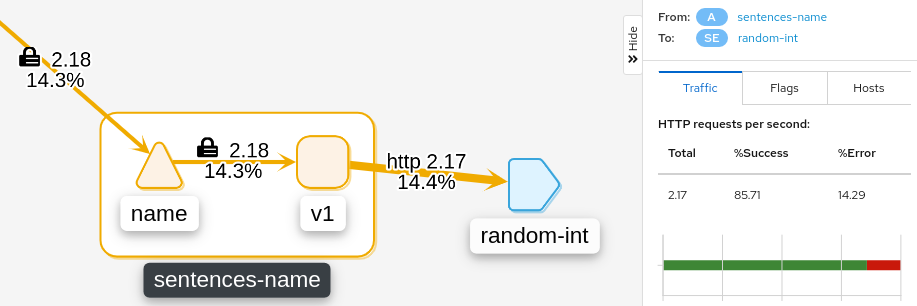 2.18
14.3%
2.18
14.3%
http 2.17
14.4%
name
v1
random-int
sentences-name
Hide
From: A sentences-name
To: SE random-int
Traffic Flags Hosts
HTTP requests per second:
Total %Success %Error
2.17 85.71 14.29